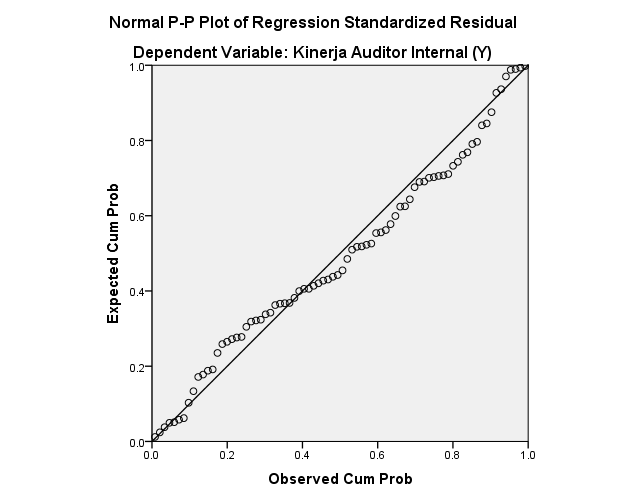 Normal P-P Plot of Regression Standardized Residual
Dependent Variable: Kinerja Auditor Internal (Y)
1.0
0.8
0.6
0.4
0.2
0.0
Expected Cum Prob
0.0 0.2 0.4 0.6 0.8 1.0
Observed Cum Prob